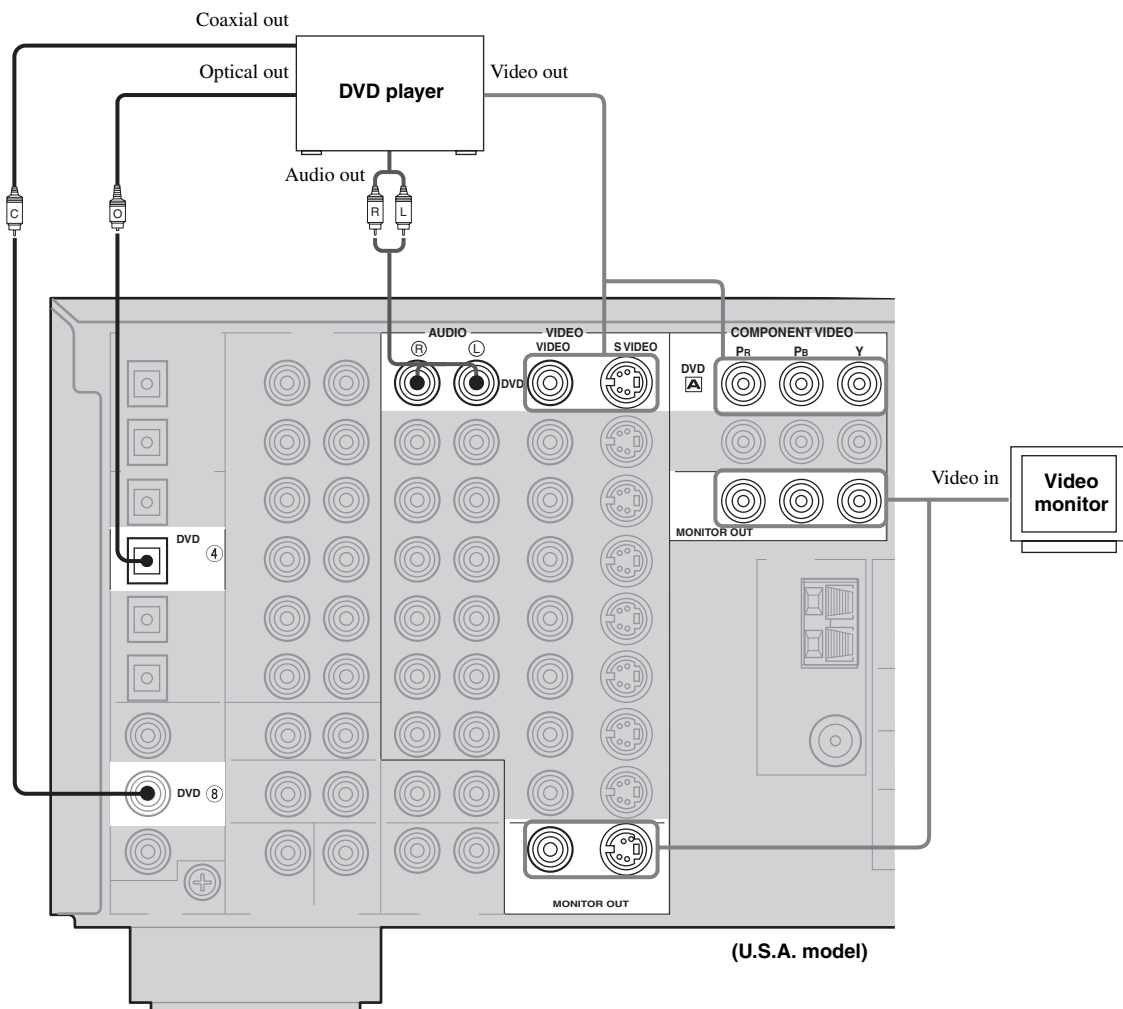 Coaxial out
Optical out
DVD player
Video out
Audio out
C
O
R L
AUDIO
VIDEO
COMPONENT VIDEO
R L
VIDEO S VIDEO
PR PB Y
DVD
DVD
A
Video in
Video
monitor
MONITOR OUT
DVD 4
DVD 8
MONITOR OUT
(U.S.A. model)